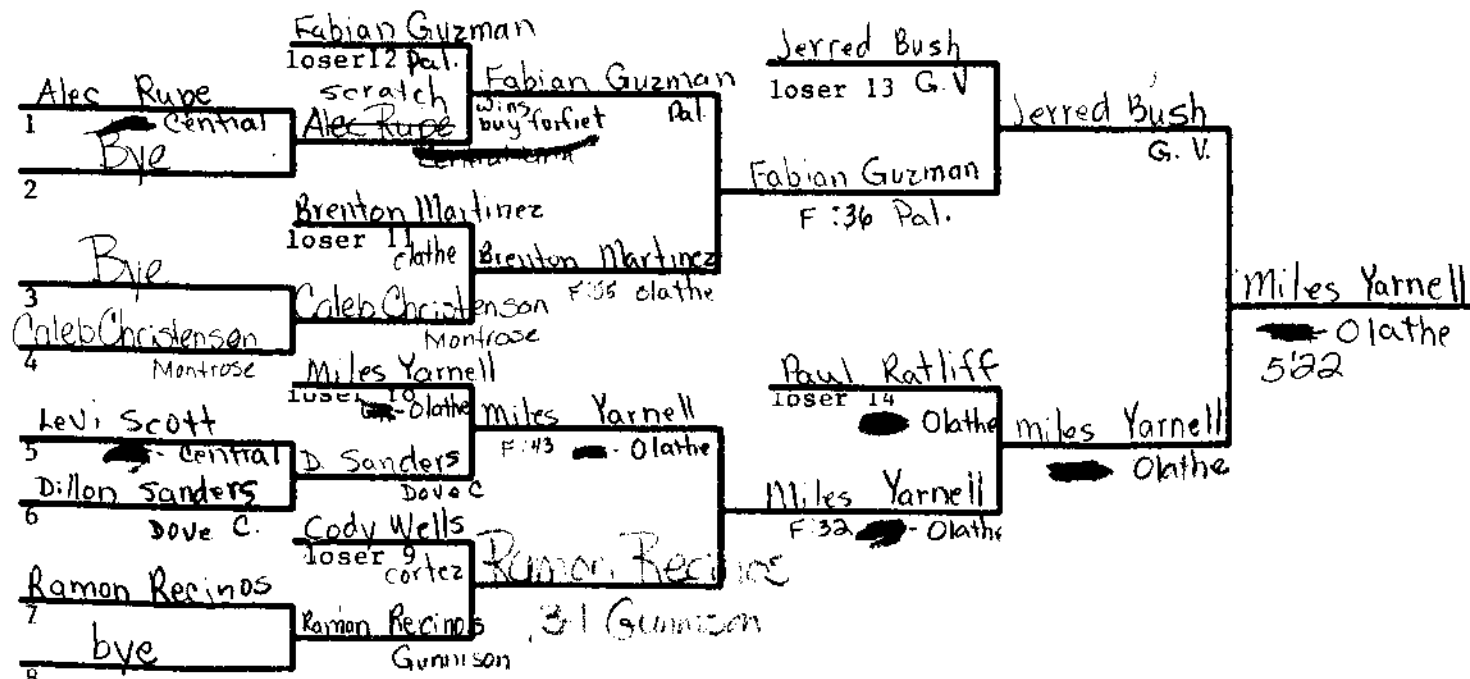 Fabian Guzman
loser12 Pal.
scratch
Alec Rupe
1
Central
Alec Rupe
Bye
2
Fabian Guzman
wins
buy forfiet
Pal.
Jerred Bush
loser 13 G.V
Jerred Bush
G. V.
Fabian Guzman
F :36 Pal.
Brenton Martinez
loser 11
olathe
Bye
3
Brenton Martinez
F:55 olathe
Caleb Christenson
Montrose
Caleb Christenson
4
Montrose
Miles Yarnell
Olathe
5:22
Miles Yarnell
loser 10
- Olathe
Levi Scott
5
- Central
Miles Yarnell
F:43 - Olathe
D. Sanders
Dove C
Dillon Sanders
6
Dove C.
Paul Ratliff
loser 14
Olathe
Miles Yarnell
Olathe
Miles Yarnell
F:32 - Olathe
Cody Wells
loser 9
cortez
Ramon Recinos
7
Ramon Recinos
3-1 Gunnison
Ramon Recinos
Gunnison
bye
8